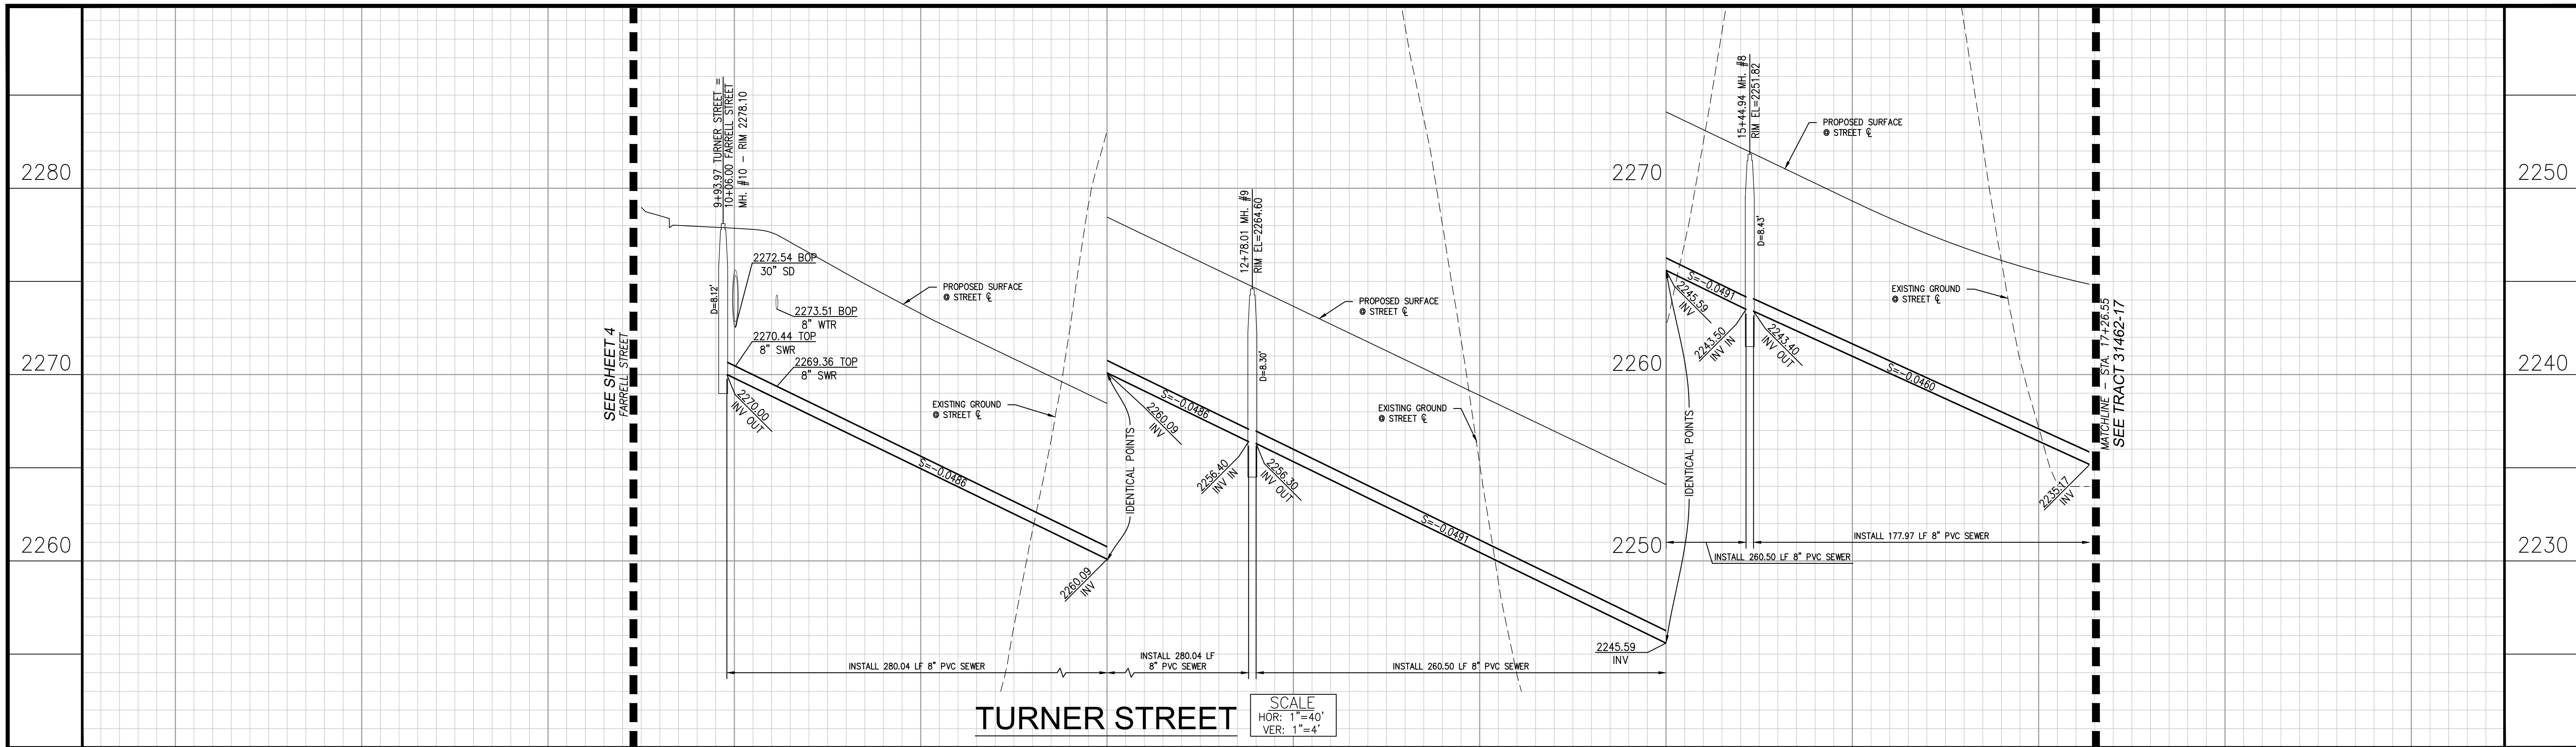 2280
2270
2260
SEE SHEET 4
FARRELL STREET
9+93.97 TURNER STREET =
10+06.00 FARRELL STREET
MH. #10 - RIM 2278.10
D=8.12'
2272.54 BOP
30" SD
2273.51 BOP
8" WTR
2270.44 TOP
8" SWR
2269.36 TOP
8" SWR
2270.00
INV OUT
PROPOSED SURFACE
@ STREET ℄
EXISTING GROUND
@ STREET ℄
S=-0.0486
2260.09
INV
IDENTICAL POINTS
INSTALL 280.04 LF 8" PVC SEWER
12+78.01 MH. #9
RIM EL=2264.60
D=8.30'
S=-0.0486
2260.09
INV
2256.40
INV IN
2256.30
INV OUT
PROPOSED SURFACE
@ STREET ℄
EXISTING GROUND
@ STREET ℄
S=-0.0491
2245.59
INV
INSTALL 280.04 LF
8" PVC SEWER
INSTALL 260.50 LF 8" PVC SEWER
2270
2260
2250
IDENTICAL POINTS
15+44.94 MH. #8
RIM EL=2251.82
D=8.43'
PROPOSED SURFACE
@ STREET ℄
S=-0.0491
2245.59
INV
2243.50
INV IN
2243.40
INV OUT
EXISTING GROUND
@ STREET ℄
S=-0.0460
2235.17
INV
INSTALL 177.97 LF 8" PVC SEWER
INSTALL 260.50 LF 8" PVC SEWER
MATCHLINE - STA. 17+26.55
SEE TRACT 31462-17
2250
2240
2230
TURNER STREET
SCALE
HOR: 1"=40'
VER: 1"=4'